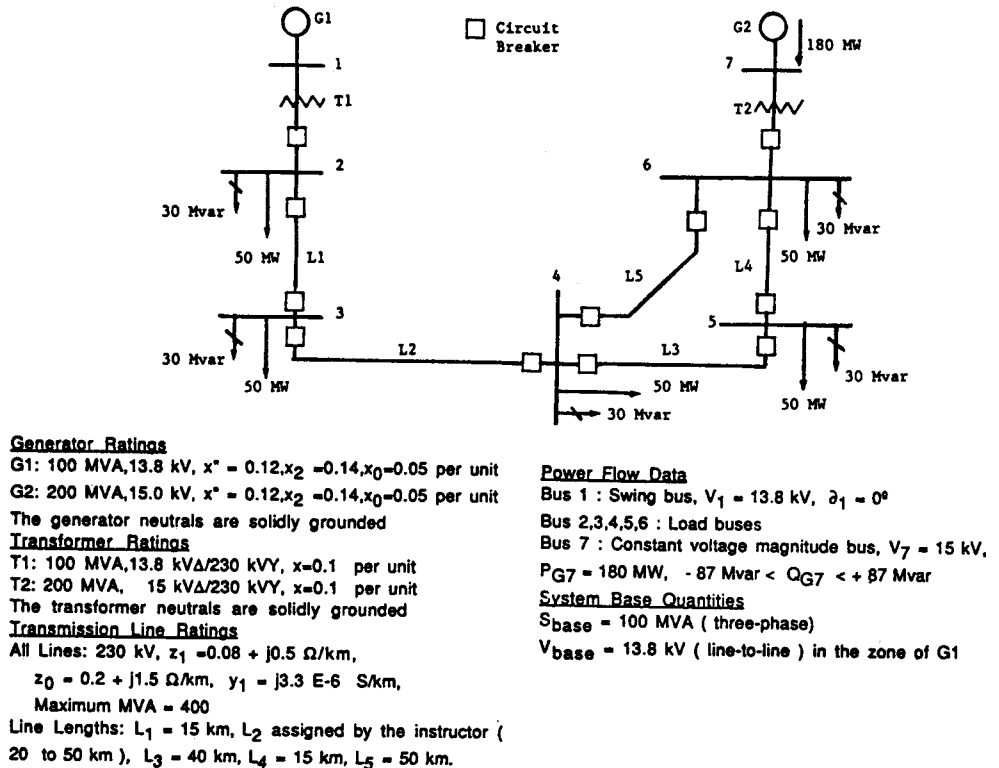 G1
Circuit
Breaker
G2
180 MW
1
7
T1
T2
2
6
30 Mvar
50 MW
L1
30 Mvar
50 MW
L4
4
L5
3
5
30 Mvar
50 MW
L2
L3
50 MW
30 Mvar
50 MW
30 Mvar
Generator Ratings
G1: 100 MVA,13.8 kV, x" = 0.12,x2 =0.14,x0=0.05 per unit
G2: 200 MVA,15.0 kV, x" = 0.12,x2 =0.14,x0=0.05 per unit
The generator neutrals are solidly grounded
Transformer Ratings
T1: 100 MVA,13.8 kVΔ/230 kVY, x=0.1 per unit
T2: 200 MVA, 15 kVΔ/230 kVY, x=0.1 per unit
The transformer neutrals are solidly grounded
Transmission Line Ratings
All Lines: 230 kV, z1 =0.08 + j0.5 Ω/km,
z0 = 0.2 + j1.5 Ω/km, y1 = j3.3 E-6 S/km,
Maximum MVA = 400
Line Lengths: L1 = 15 km, L2 assigned by the instructor (
20 to 50 km ), L3 = 40 km, L4 = 15 km, L5 = 50 km.
Power Flow Data
Bus 1 : Swing bus, V1 = 13.8 kV, ∂1 = 0º
Bus 2,3,4,5,6 : Load buses
Bus 7 : Constant voltage magnitude bus, V7 = 15 kV,
PG7 = 180 MW, - 87 Mvar < QG7 < + 87 Mvar
System Base Quantities
Sbase = 100 MVA ( three-phase)
Vbase = 13.8 kV ( line-to-line ) in the zone of G1